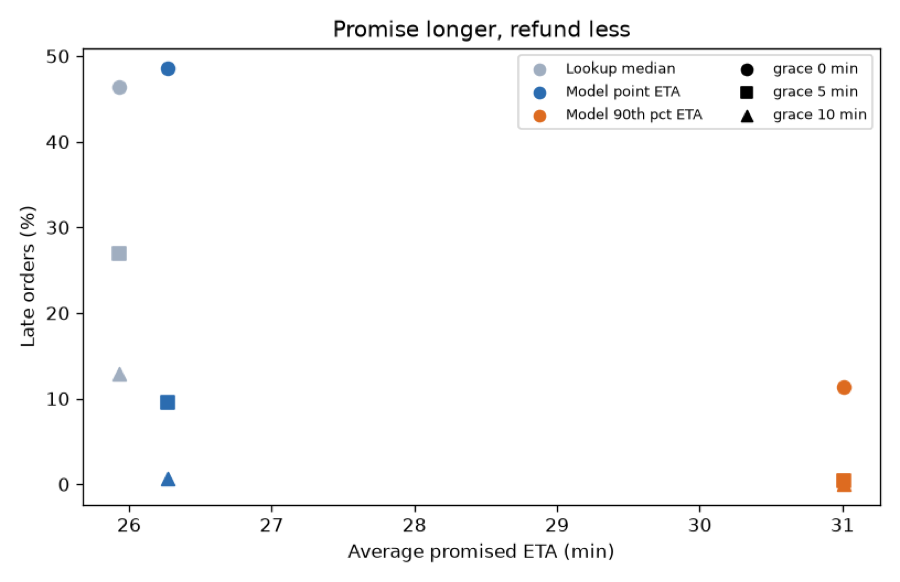 Promise longer, refund less
Late orders (%)
50
40
30
20
10
0
Lookup median
Model point ETA
Model 90th pct ETA
grace 0 min
grace 5 min
grace 10 min
26 27 28 29 30 31
Average promised ETA (min)